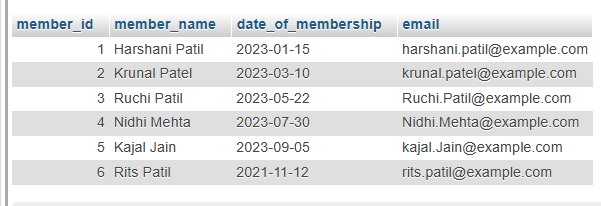 member_id member_name date_of_membership email
1 Harshani Patil 2023-01-15 harshani.patil@example.com
2 Krunal Patel 2023-03-10 krunal.patel@example.com
3 Ruchi Patil 2023-05-22 Ruchi.Patil@example.com
4 Nidhi Mehta 2023-07-30 Nidhi.Mehta@example.com
5 Kajal Jain 2023-09-05 kajal.Jain@example.com
6 Rits Patil 2021-11-12 rits.patil@example.com